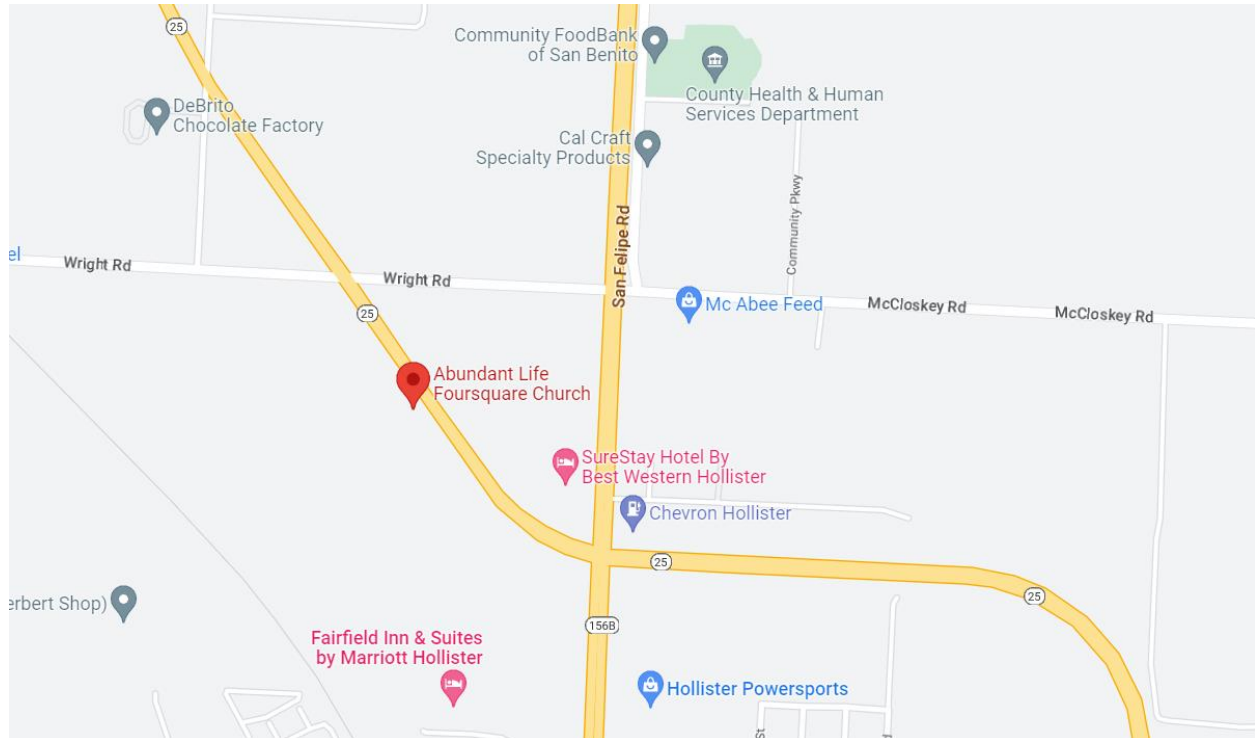 25
Community FoodBank
of San Benito
County Health & Human
Services Department
DeBrito
Chocolate Factory
Cal Craft
Specialty Products
Community Pkwy
San Felipe Rd
el
Wright Rd
Wright Rd
Mc Abee Feed
McCloskey Rd
McCloskey Rd
25
Abundant Life
Foursquare Church
SureStay Hotel By
Best Western Hollister
Chevron Hollister
25
25
erbert Shop)
156B
Fairfield Inn & Suites
by Marriott Hollister
Hollister Powersports
St
d